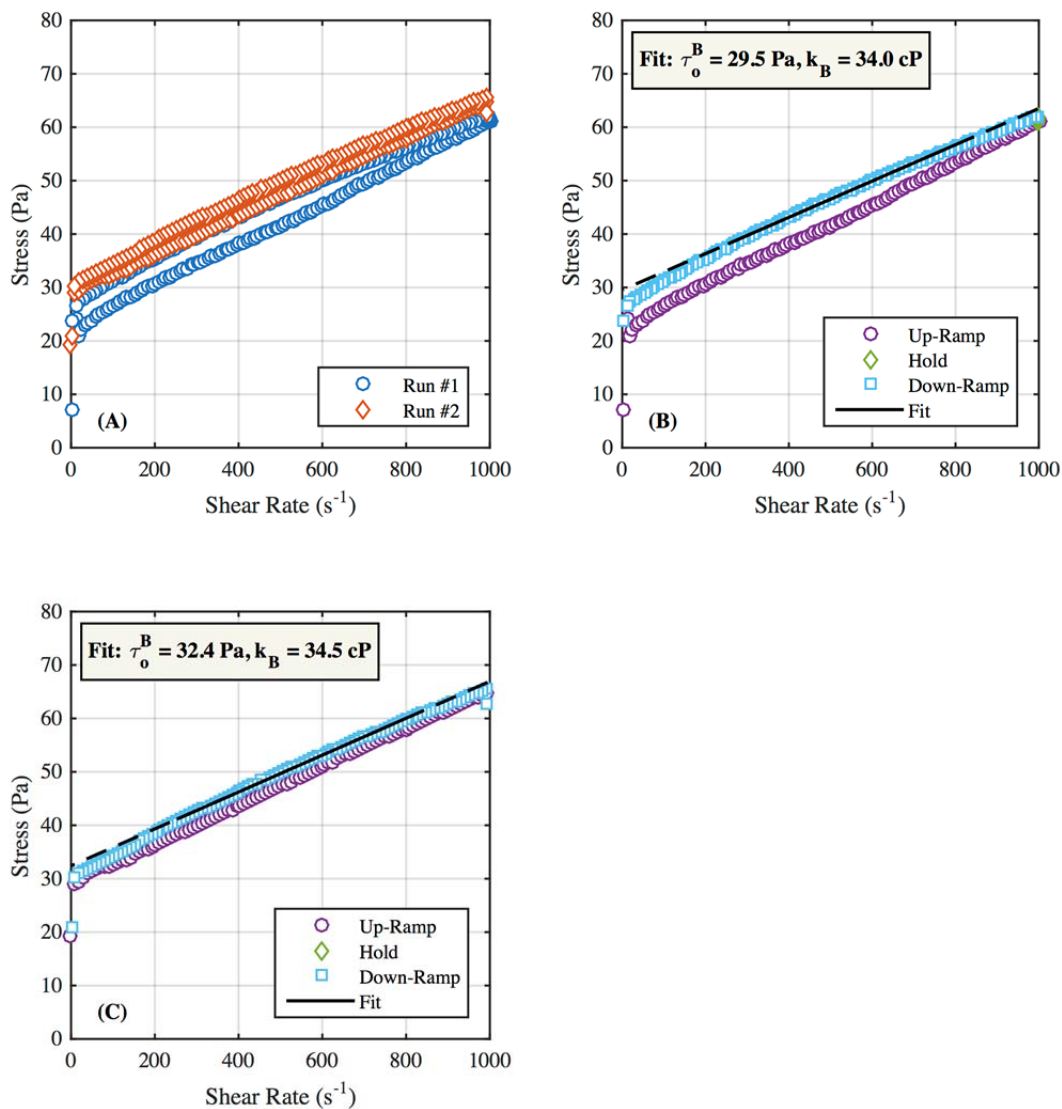 80
70
60
50
40
30
20
10
0
Stress (Pa)
Run #1
Run #2
(A)
0 200 400 600 800 1000
Shear Rate (s⁻¹)
80
70
60
50
40
30
20
10
0
Stress (Pa)
Fit: τ_o^B = 29.5 Pa, k_B = 34.0 cP
Up-Ramp
Hold
Down-Ramp
Fit
(B)
0 200 400 600 800 1000
Shear Rate (s⁻¹)
80
70
60
50
40
30
20
10
0
Stress (Pa)
Fit: τ_o^B = 32.4 Pa, k_B = 34.5 cP
Up-Ramp
Hold
Down-Ramp
Fit
(C)
0 200 400 600 800 1000
Shear Rate (s⁻¹)